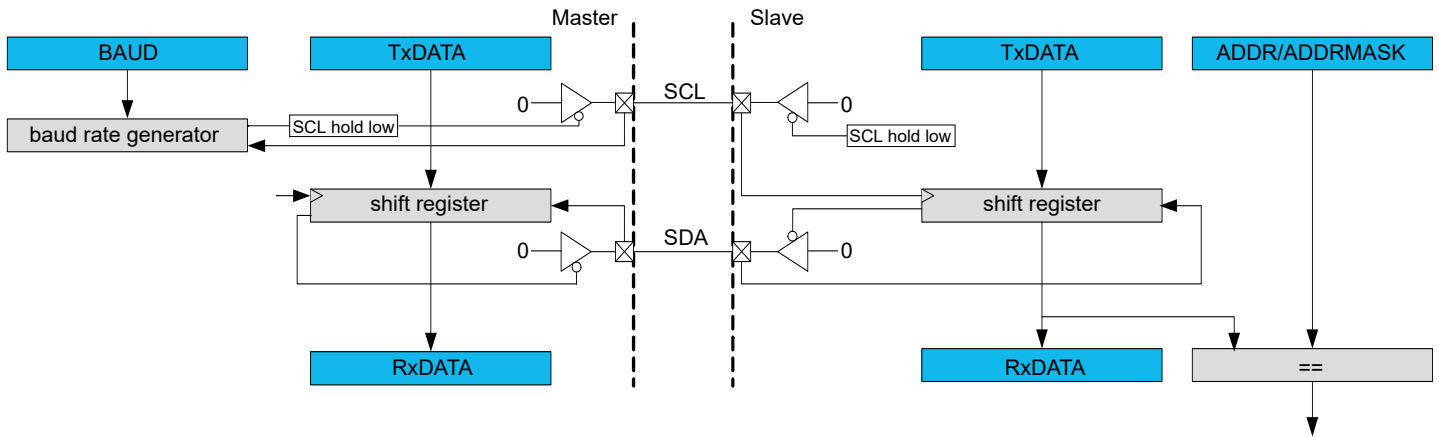 Master Slave
BAUD TxDATA TxDATA ADDR/ADDRMASK
0 SCL 0
baud rate generator SCL hold low SCL hold low
shift register shift register
0 SDA 0
RxDATA RxDATA ==